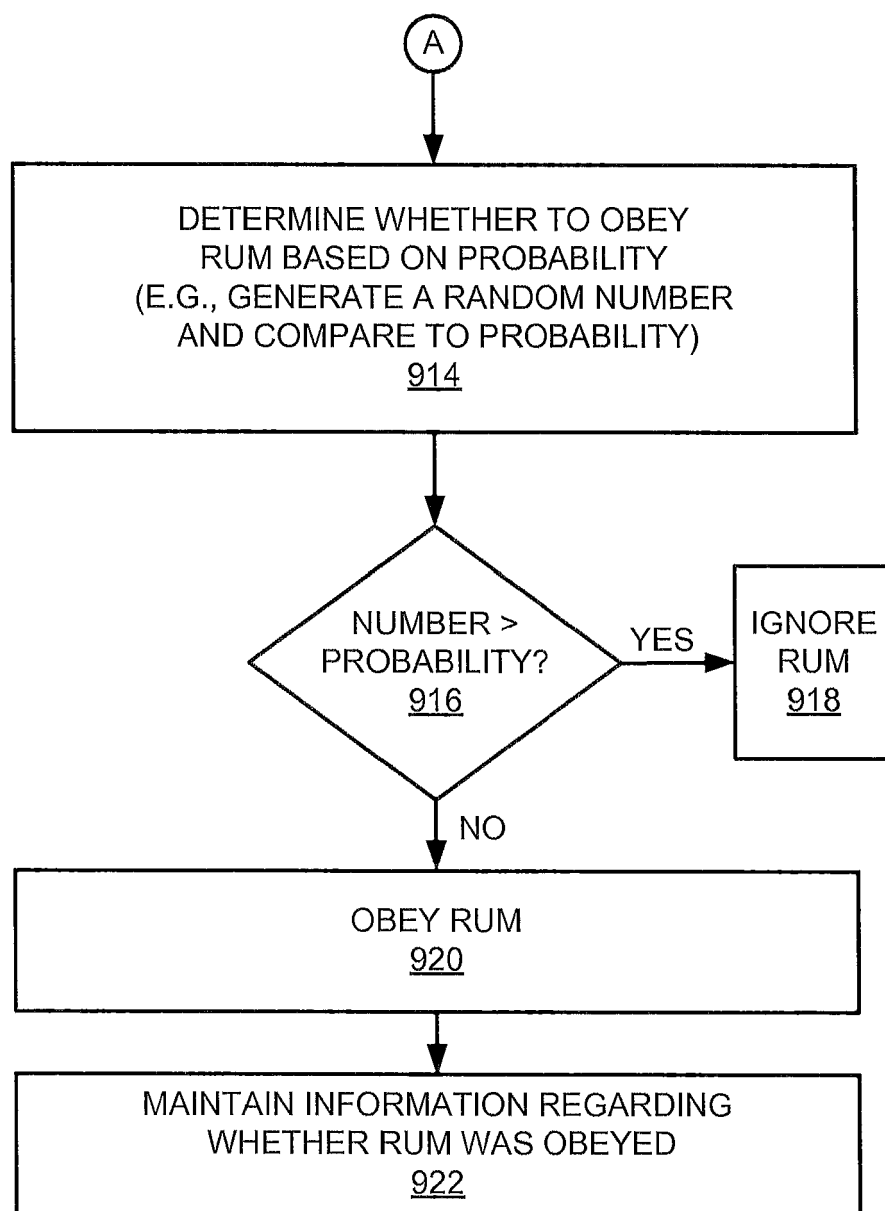 A
DETERMINE WHETHER TO OBEY
RUM BASED ON PROBABILITY
(E.G., GENERATE A RANDOM NUMBER
AND COMPARE TO PROBABILITY)
914
NUMBER >
PROBABILITY?
916
YES
IGNORE
RUM
918
NO
OBEY RUM
920
MAINTAIN INFORMATION REGARDING
WHETHER RUM WAS OBEYED
922